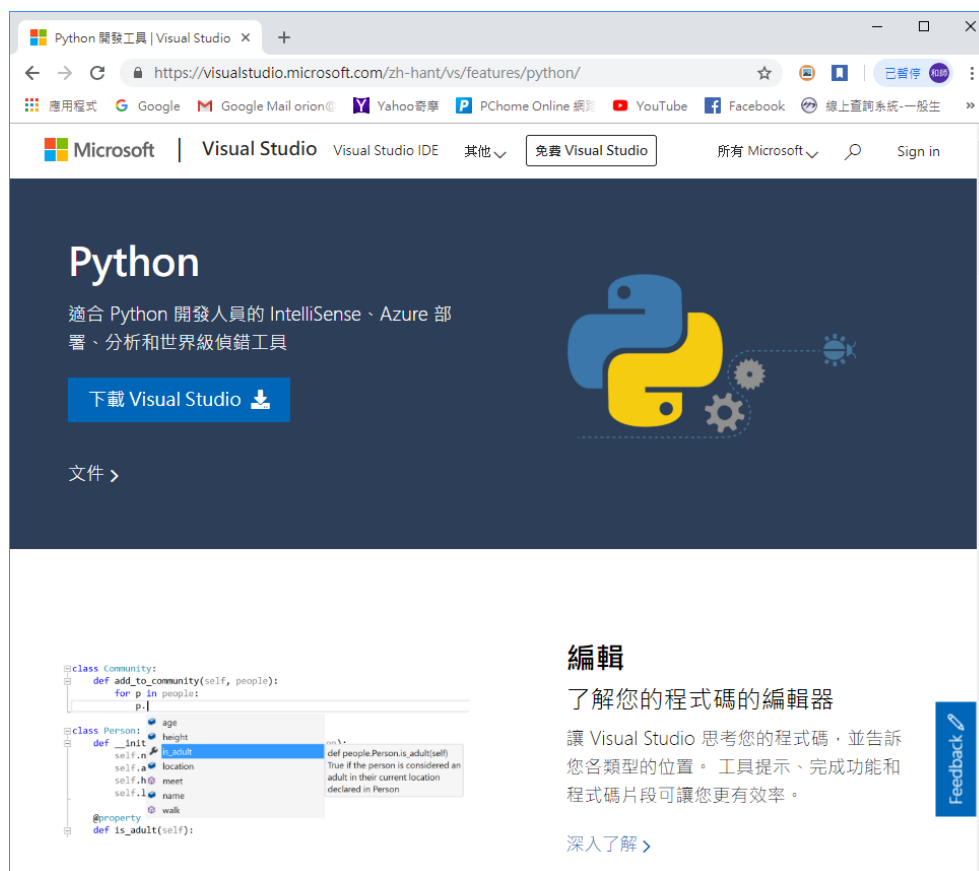 Python 開發工具 | Visual Studio
https://visualstudio.microsoft.com/zh-hant/vs/features/python/
已暫停 和師
應用程式 Google Google Mail orion@ Yahoo奇摩 PChome Online 網 YouTube Facebook 線上查詢系統-一般生 »
Microsoft | Visual Studio Visual Studio IDE 其他 免費 Visual Studio 所有 Microsoft Sign in
Python
適合 Python 開發人員的 IntelliSense、Azure 部
署、分析和世界級偵錯工具
下載 Visual Studio
文件
class Community:
def add_to_community(self, people):
for p in people:
p.
age
class Person:
height
def __init
is_adult
on):
def people.Person.is_adult(self)
self.n
True if the person is considered an
self.a
location
adult in their current location
self.h
meet
declared in Person
self.l
name
walk
@property
def is_adult(self):
編輯
了解您的程式碼的編輯器
讓 Visual Studio 思考您的程式碼，並告訴
您各類型的位置。 工具提示、完成功能和
程式碼片段可讓您更有效率。
深入了解
Feedback